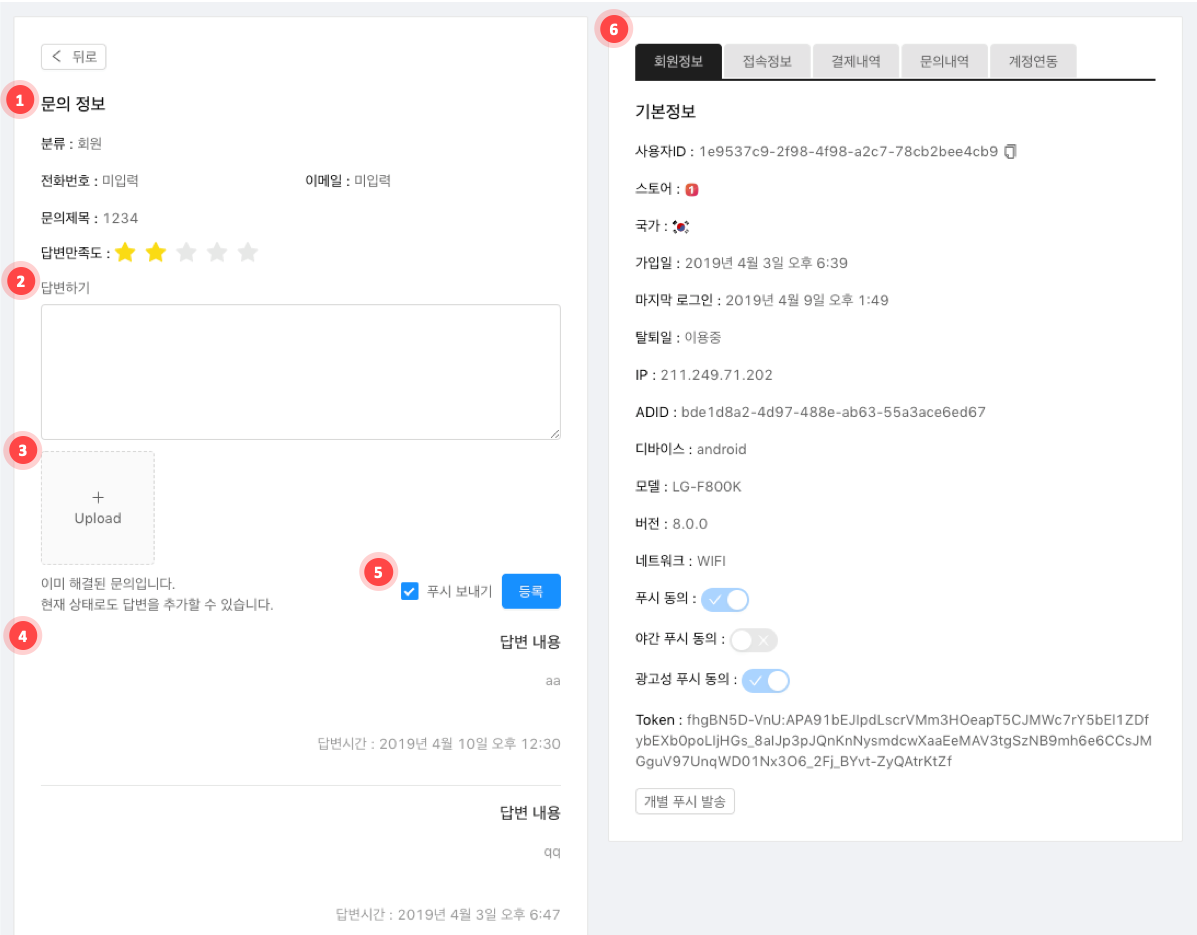 뒤로
1
문의 정보
분류 : 회원
전화번호 : 미입력
이메일 : 미입력
문의제목 : 1234
답변만족도 :
2
답변하기
3
+
Upload
이미 해결된 문의입니다.
현재 상태로도 답변을 추가할 수 있습니다.
5
푸시 보내기
등록
4
답변 내용
aa
답변시간 : 2019년 4월 10일 오후 12:30
답변 내용
qq
답변시간 : 2019년 4월 3일 오후 6:47
6
회원정보
접속정보
결제내역
문의내역
계정연동
기본정보
사용자ID : 1e9537c9-2f98-4f98-a2c7-78cb2bee4cb9
스토어 : 1
국가 :
가입일 : 2019년 4월 3일 오후 6:39
마지막 로그인 : 2019년 4월 9일 오후 1:49
탈퇴일 : 이용중
IP : 211.249.71.202
ADID : bde1d8a2-4d97-488e-ab63-55a3ace6ed67
디바이스 : android
모델 : LG-F800K
버전 : 8.0.0
네트워크 : WIFI
푸시 동의 :
야간 푸시 동의 :
광고성 푸시 동의 :
Token : fhgBN5D-VnU:APA91bEJIpdLscrVMm3HOeapT5CJMWc7rY5bEI1ZDf
ybEXb0poLIjHGs_8aIJp3pJQnKnNysmdcwXaaEeMAV3tgSzNB9mh6e6CCsJM
GguV97UnqWD01Nx3O6_2Fj_BYvt-ZyQAtrKtZf
개별 푸시 발송